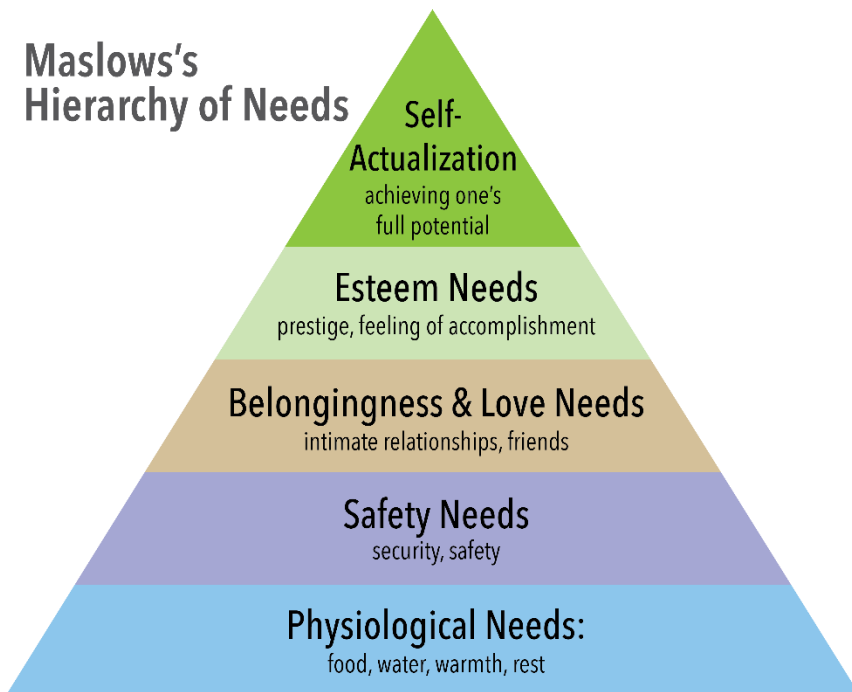 Maslows's
Hierarchy of Needs
Self-
Actualization
achieving one's
full potential
Esteem Needs
prestige, feeling of accomplishment
Belongingness & Love Needs
intimate relationships, friends
Safety Needs
security, safety
Physiological Needs:
food, water, warmth, rest